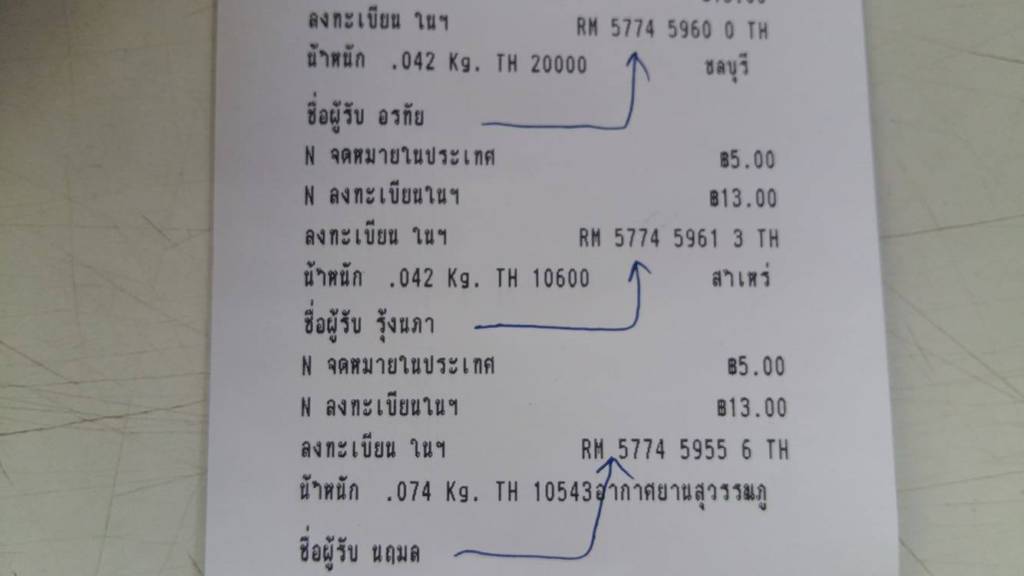 ลงทะเบียน ในฯ RM 5774 5960 0 TH
น้ำหนัก .042 Kg. TH 20000 ชลบุรี
ชื่อผู้รับ อรทัย
N จดหมายในประเทศ ฿5.00
N ลงทะเบียนในฯ ฿13.00
ลงทะเบียน ในฯ RM 5774 5961 3 TH
น้ำหนัก .042 Kg. TH 10600 สำเหร่
ชื่อผู้รับ รุ้งนภา
N จดหมายในประเทศ ฿5.00
N ลงทะเบียนในฯ ฿13.00
ลงทะเบียน ในฯ RM 5774 5955 6 TH
น้ำหนัก .074 Kg. TH 10543อากาศยานสุวรรณภู
ชื่อผู้รับ นฤมล